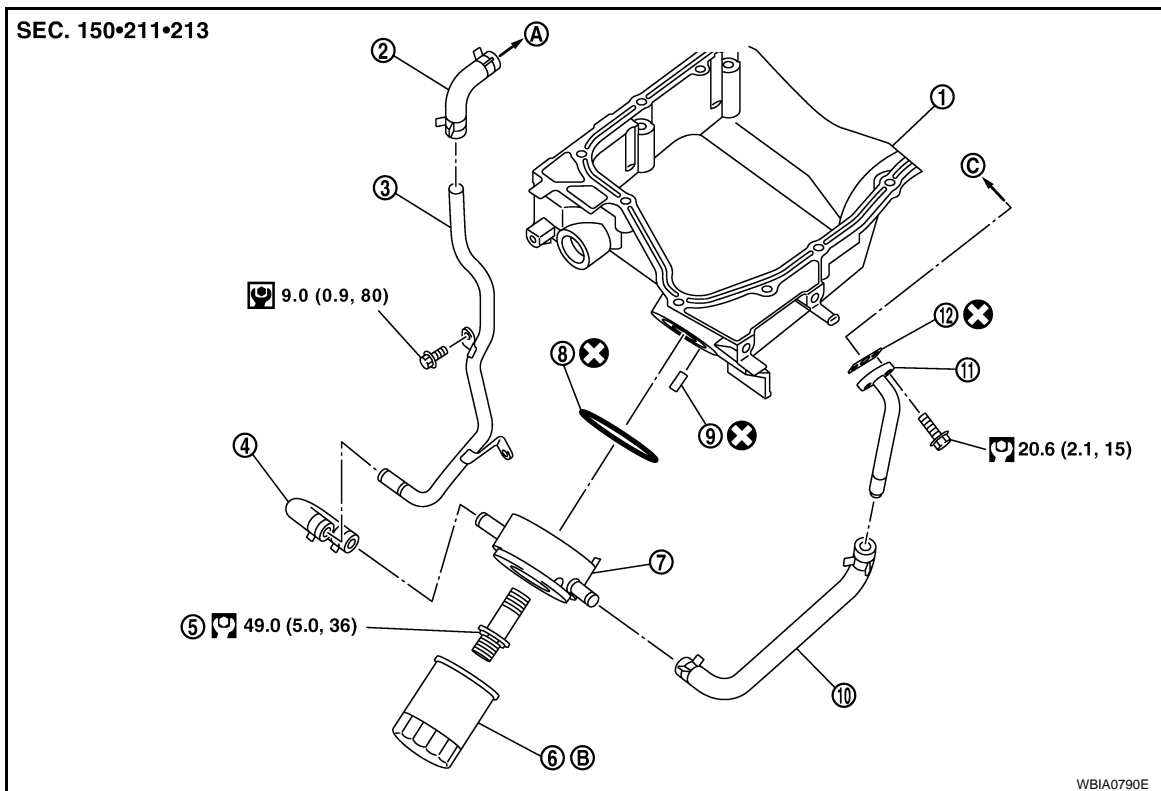 SEC. 150•211•213
② Ⓐ
①
③
Ⓒ
9.0 (0.9, 80)
⑫
⑧
⑪
⑨
④
20.6 (2.1, 15)
⑦
⑤ 49.0 (5.0, 36)
⑩
⑥ Ⓑ
WBIA0790E